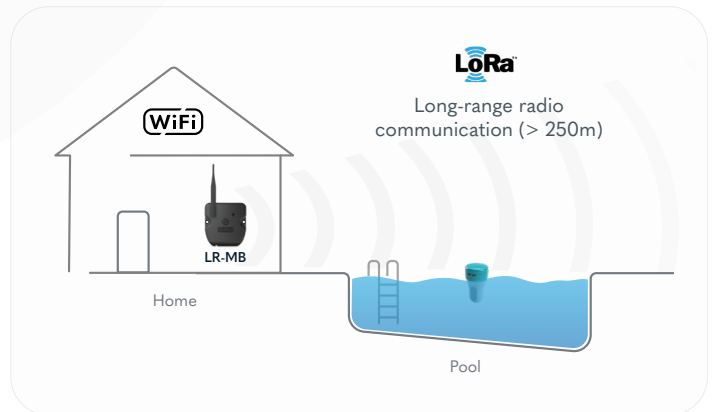 LoRa
Long-range radio
communication (> 250m)
WiFi
LR-MB
Home
Pool